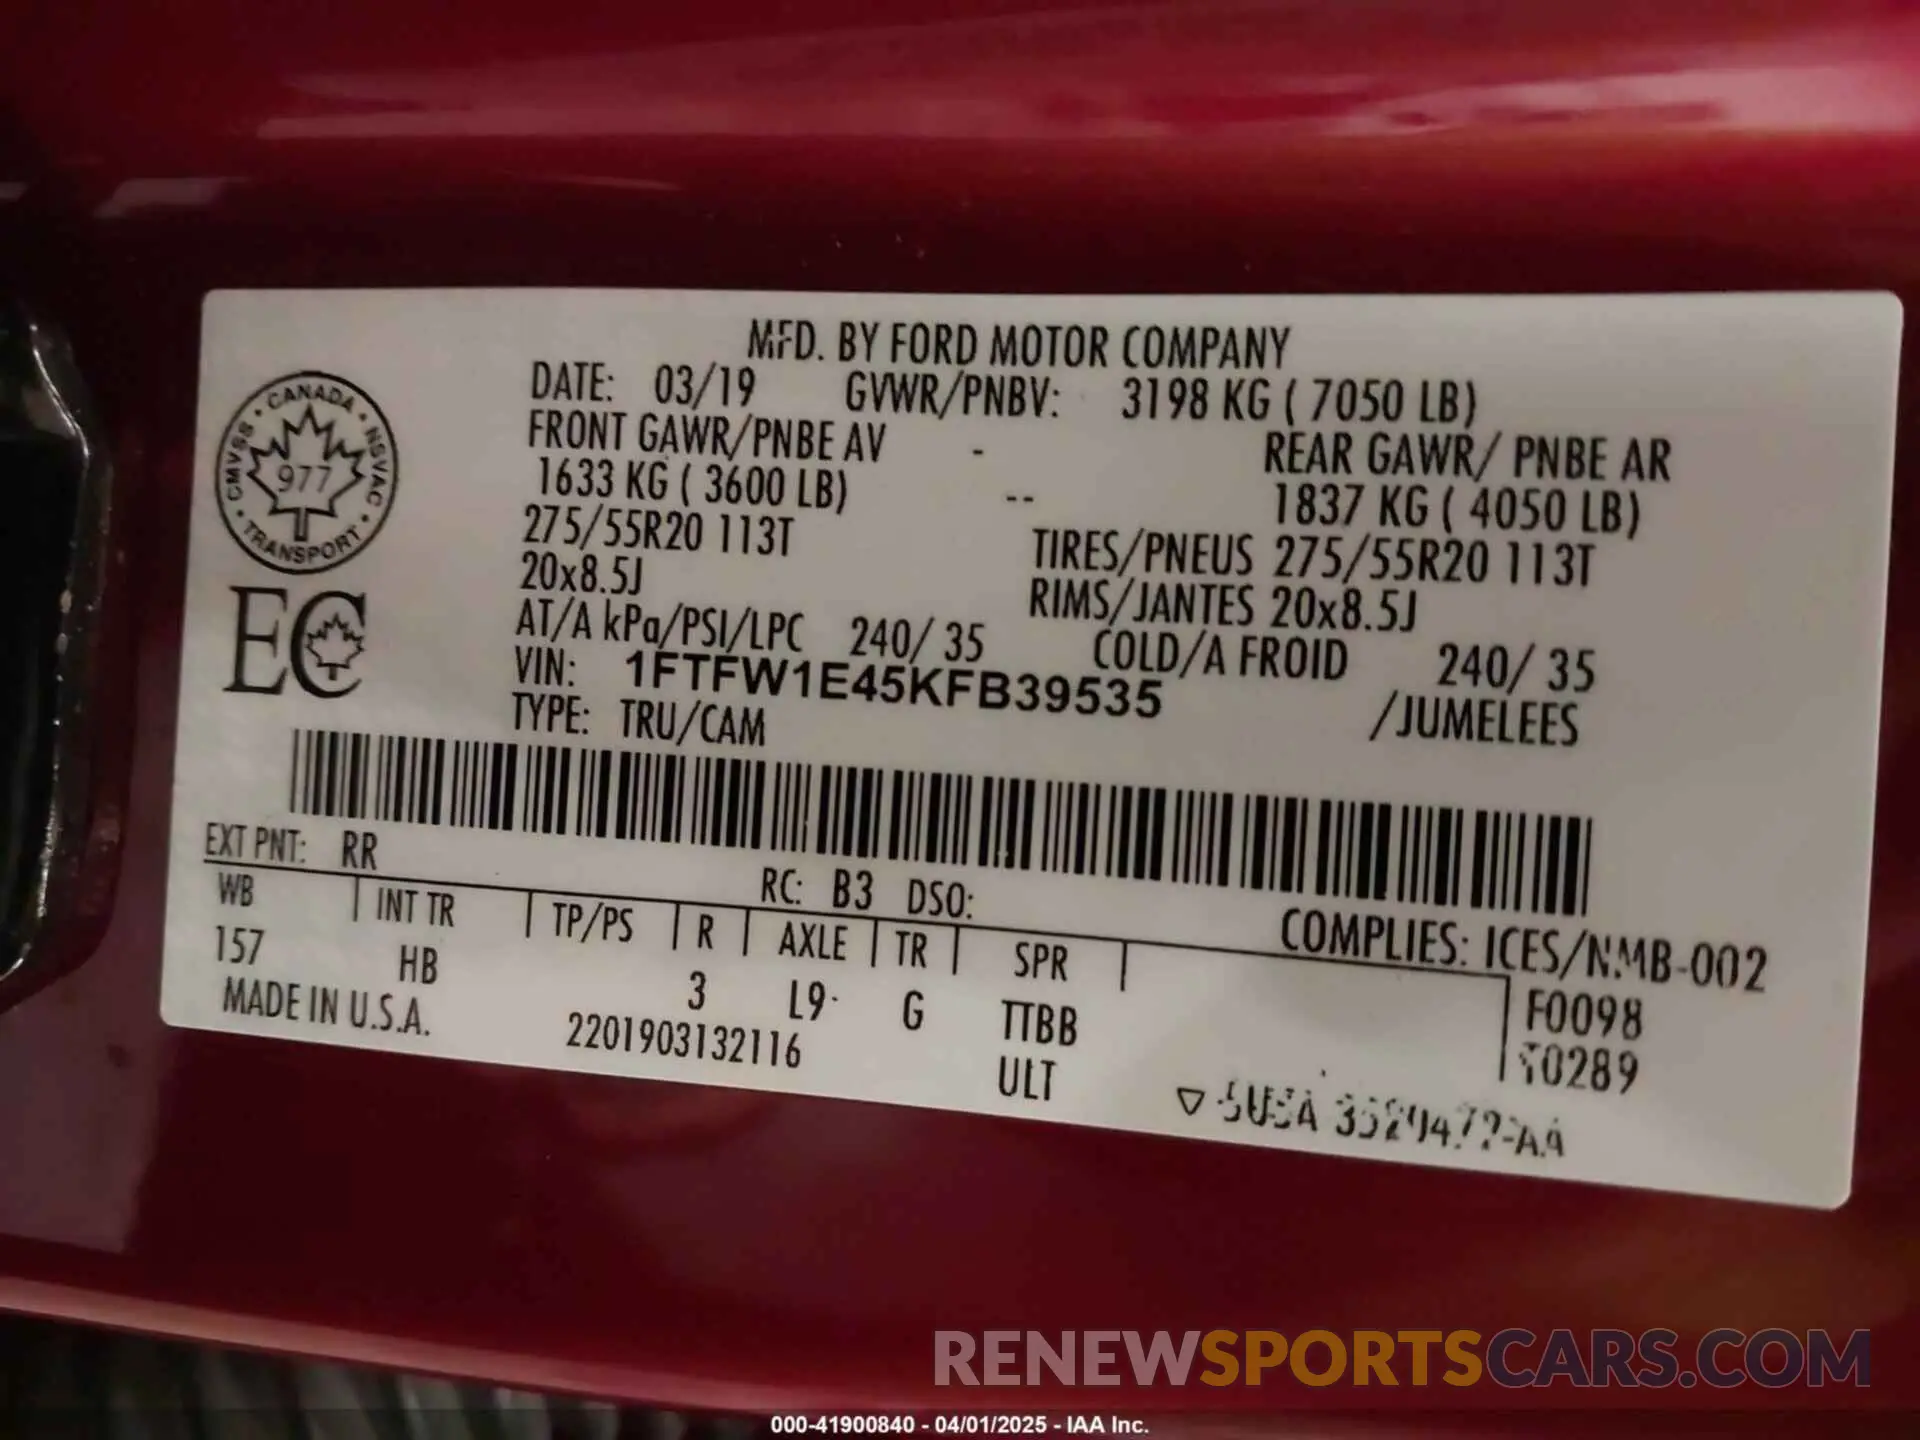 MFD. BY FORD MOTOR COMPANY
DATE: 03/19 GVWR/PNBV: 3198 KG ( 7050 LB)
FRONT GAWR/PNBE AV - REAR GAWR/ PNBE AR
1633 KG ( 3600 LB) -- 1837 KG ( 4050 LB)
275/55R20 113T TIRES/PNEUS 275/55R20 113T
20x8.5J RIMS/JANTES 20x8.5J
AT/A kPa/PSI/LPC 240/ 35 COLD/A FROID 240/ 35
VIN: 1FTFW1E45KFB39535 /JUMELEES
TYPE: TRU/CAM
CANADA
CMVSS • NSVAC
977
TRANSPORT
EC
EXT PNT: RR RC: B3 DSO:
WB INT TR TP/PS R AXLE TR SPR COMPLIES: ICES/NMB-002
157 HB 3 L9 G TTBB F0098
MADE IN U.S.A. 2201903132116 ULT T0289
RENEWSPORTSCARS.COM
000-41900840 - 04/01/2025 - IAA Inc.